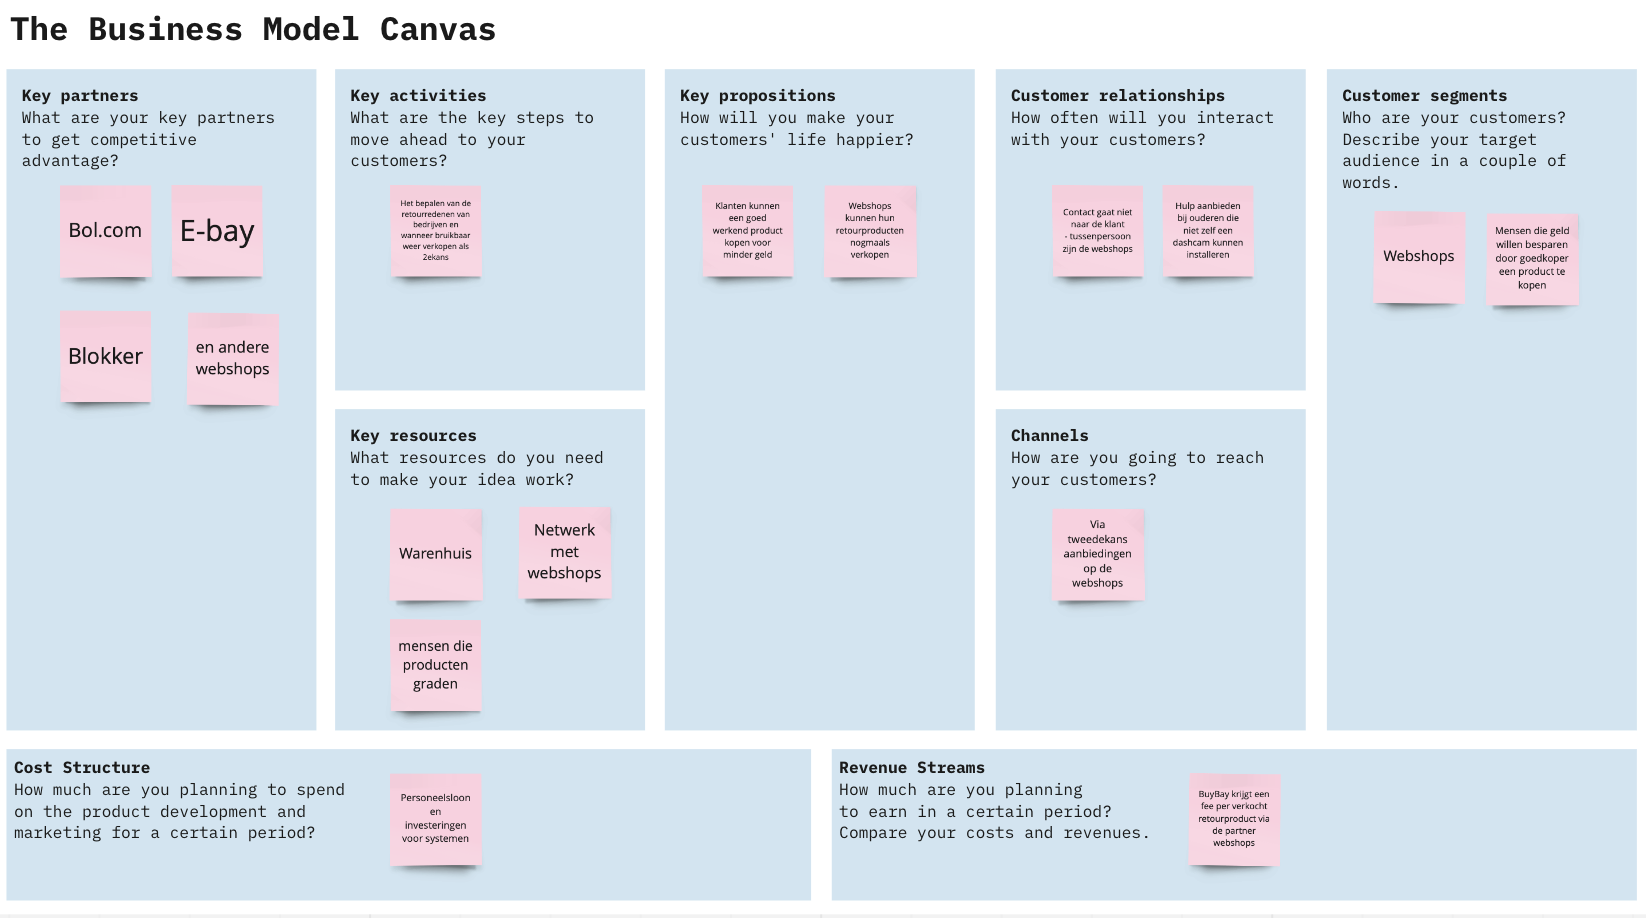 The Business Model Canvas
Key partners
What are your key partners
to get competitive
advantage?
Bol.com
E-bay
Blokker
en andere
webshops
Key activities
What are the key steps to
move ahead to your
customers?
Het bepalen van de
retourredenen van
bedrijven en
wanneer bruikbaar
weer verkopen als
2ekans
Key resources
What resources do you need
to make your idea work?
Warenhuis
Netwerk
met
webshops
mensen die
producten
graden
Key propositions
How will you make your
customers' life happier?
Klanten kunnen
een goed
werkend product
kopen voor
minder geld
Webshops
kunnen hun
retourproducten
nogmaals
verkopen
Customer relationships
How often will you interact
with your customers?
Contact gaat niet
naar de klant
- tussenpersoon
zijn de webshops
Hulp aanbieden
bij ouderen die
niet zelf een
dashcam kunnen
installeren
Channels
How are you going to reach
your customers?
Via
tweedekans
aanbiedingen
op de
webshops
Customer segments
Who are your customers?
Describe your target
audience in a couple of
words.
Webshops
Mensen die geld
willen besparen
door goedkoper
een product te
kopen
Cost Structure
How much are you planning to spend
on the product development and
marketing for a certain period?
Personeelsloon
en
investeringen
voor systemen
Revenue Streams
How much are you planning
to earn in a certain period?
Compare your costs and revenues.
BuyBay krijgt een
fee per verkocht
retourproduct via
de partner
webshops